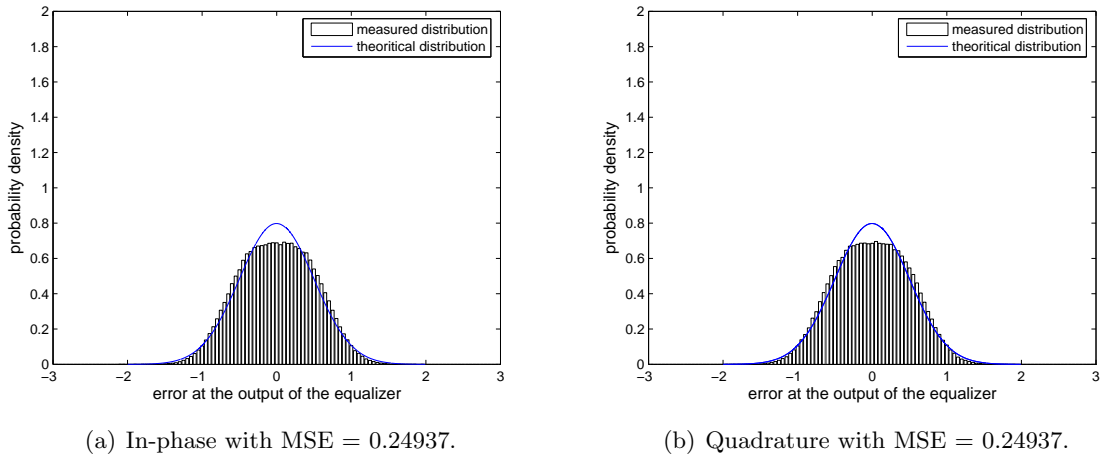 2
1.8
1.6
1.4
1.2
1
0.8
0.6
0.4
0.2
0
probability density
measured distribution
theoritical distribution
−3 −2 −1 0 1 2 3
error at the output of the equalizer
(a) In-phase with MSE = 0.24937.
2
1.8
1.6
1.4
1.2
1
0.8
0.6
0.4
0.2
0
probability density
measured distribution
theoritical distribution
−3 −2 −1 0 1 2 3
error at the output of the equalizer
(b) Quadrature with MSE = 0.24937.